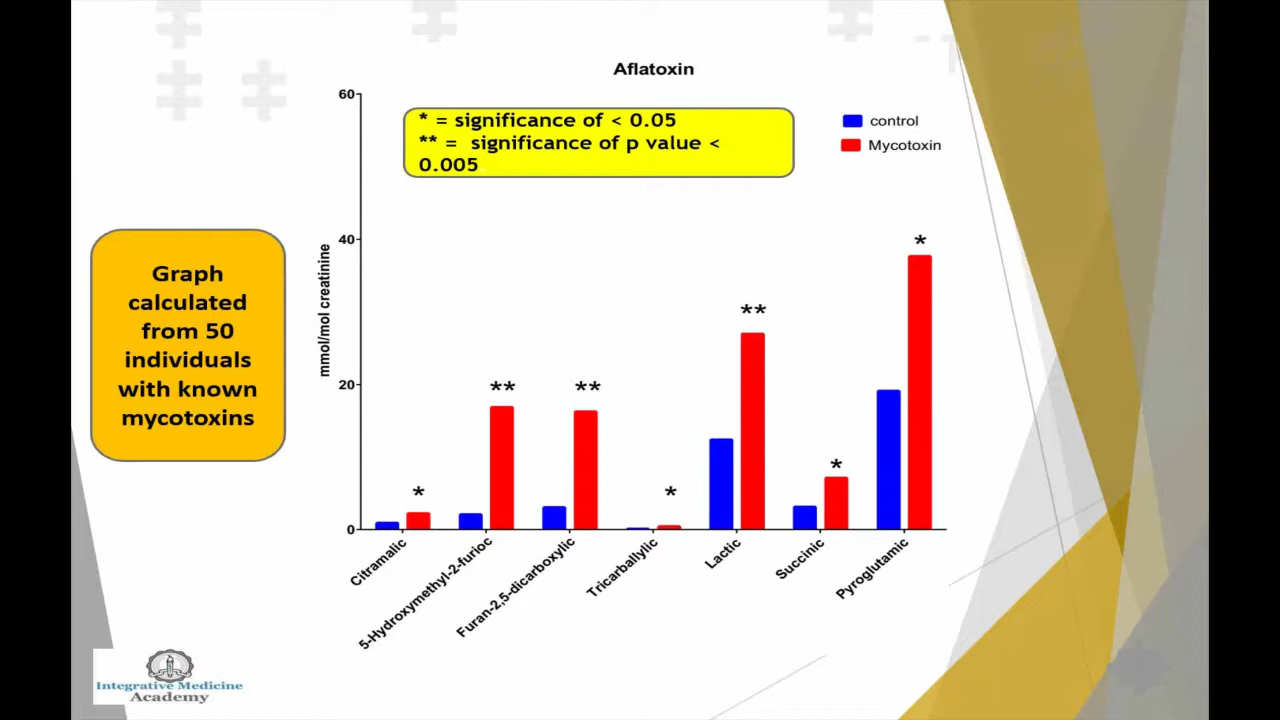 Aflatoxin
60
* = significance of < 0.05
** =  significance of p value <
0.005
control
Mycotoxin
Graph
calculated
from 50
individuals
with known
mycotoxins
mmol/mol creatinine
40
20
0
*
**
**
*
**
*
*
Citramalic
5-Hydroxymethyl-2-furioc
Furan-2,5-dicarboxylic
Tricarballylic
Lactic
Succinic
Pyroglutamic
Integrative Medicine
Academy